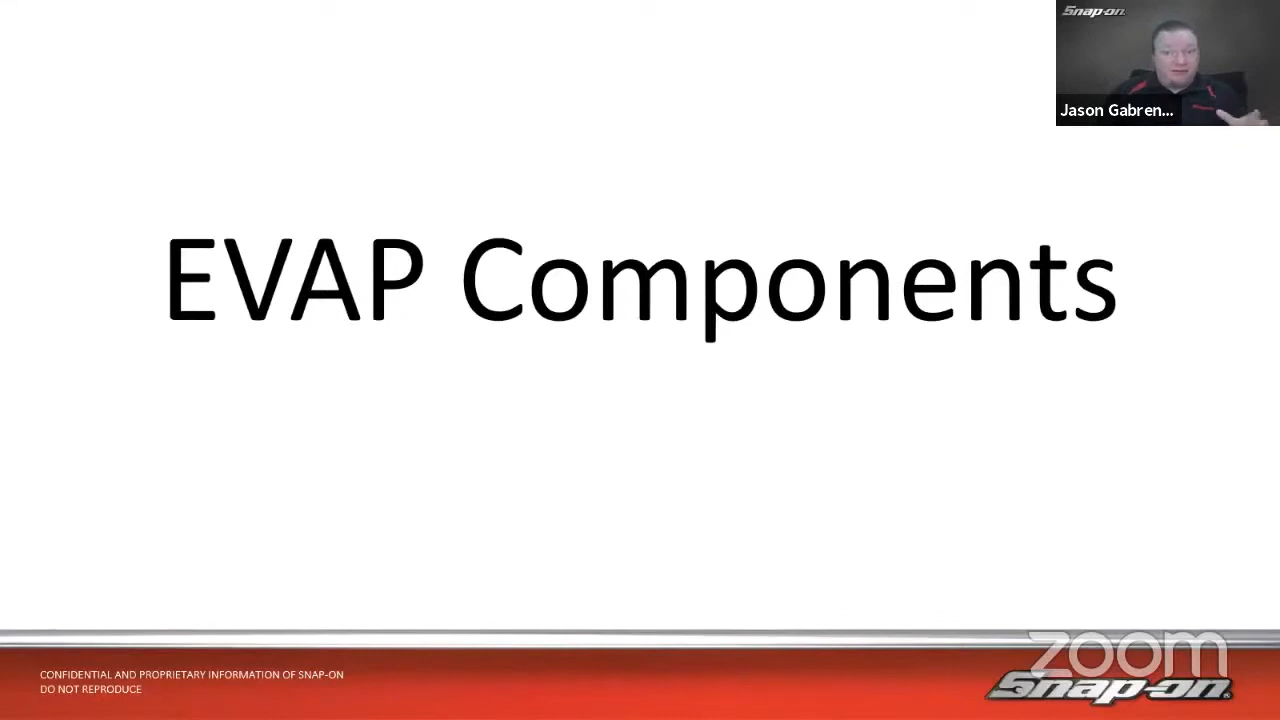 Snap-on
Jason Gabren...
EVAP Components
CONFIDENTIAL AND PROPRIETARY INFORMATION OF SNAP-ON
DO NOT REPRODUCE
zoom
Snap-on